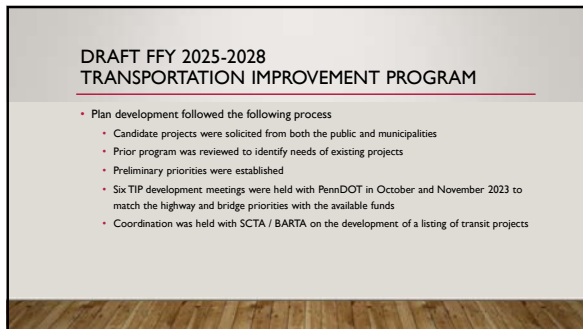 DRAFT FFY 2025-2028
TRANSPORTATION IMPROVEMENT PROGRAM
• Plan development followed the following process
• Candidate projects were solicited from both the public and municipalities
• Prior program was reviewed to identify needs of existing projects
• Preliminary priorities were established
• Six TIP development meetings were held with PennDOT in October and November 2023 to
match the highway and bridge priorities with the available funds
• Coordination was held with SCTA / BARTA on the development of a listing of transit projects